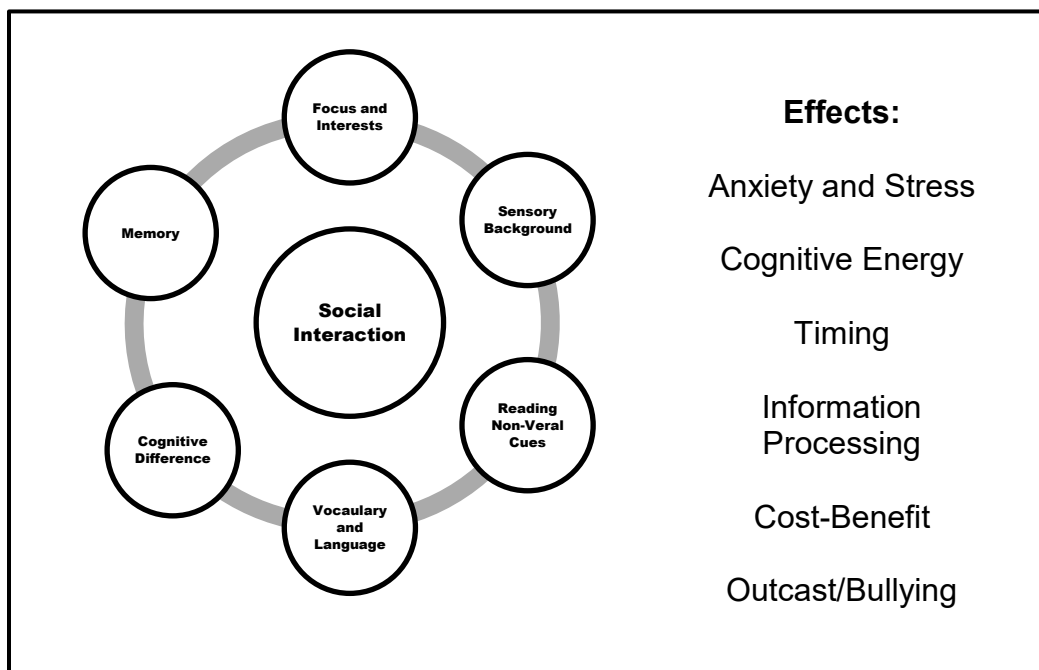 Focus and
Interests
Sensory
Background
Reading
Non-Veral
Cues
Vocaulary
and
Language
Cognitive
Difference
Memory
Social
Interaction
Effects:
Anxiety and Stress
Cognitive Energy
Timing
Information
Processing
Cost-Benefit
Outcast/Bullying